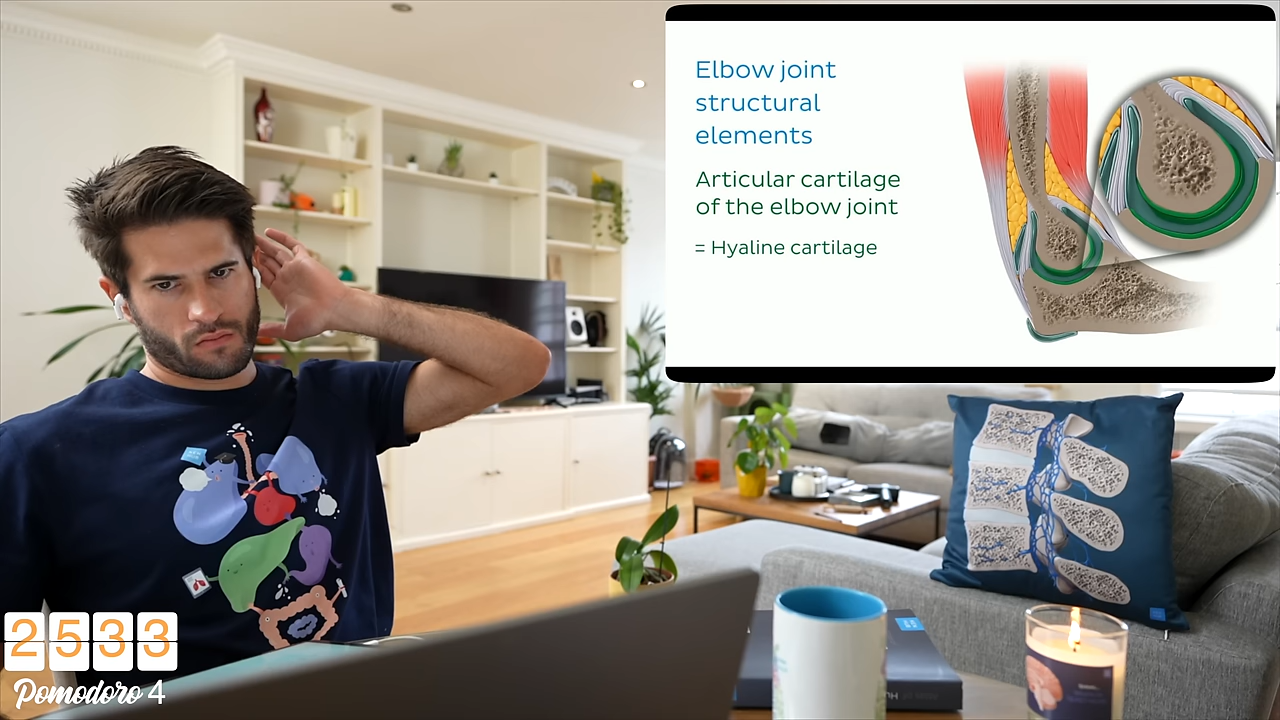 Elbow joint
structural
elements
Articular cartilage
of the elbow joint
= Hyaline cartilage
2533
Pomodoro 4